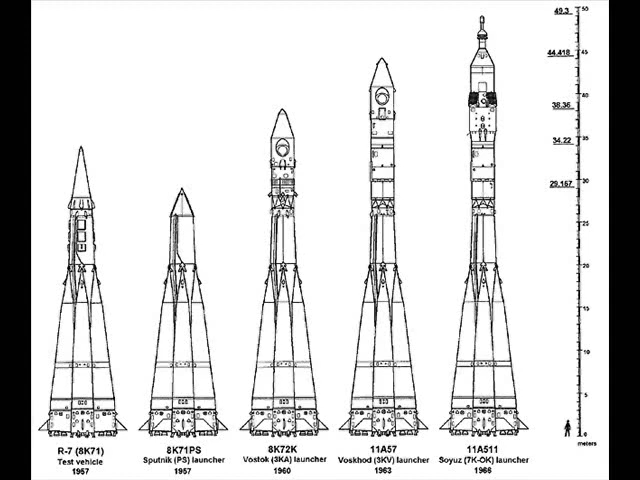 49.3
50
44.418
45
40
38.36
35
34.22
30
29.167
25
20
15
10
5
0
meters
R-7 (8K71)
Test vehicle
1957
8K71PS
Sputnik (PS) launcher
1957
8K72K
Vostok (3KA) launcher
1960
11A57
Voskhod (3KV) launcher
1963
11A511
Soyuz (7K-OK) launcher
1966